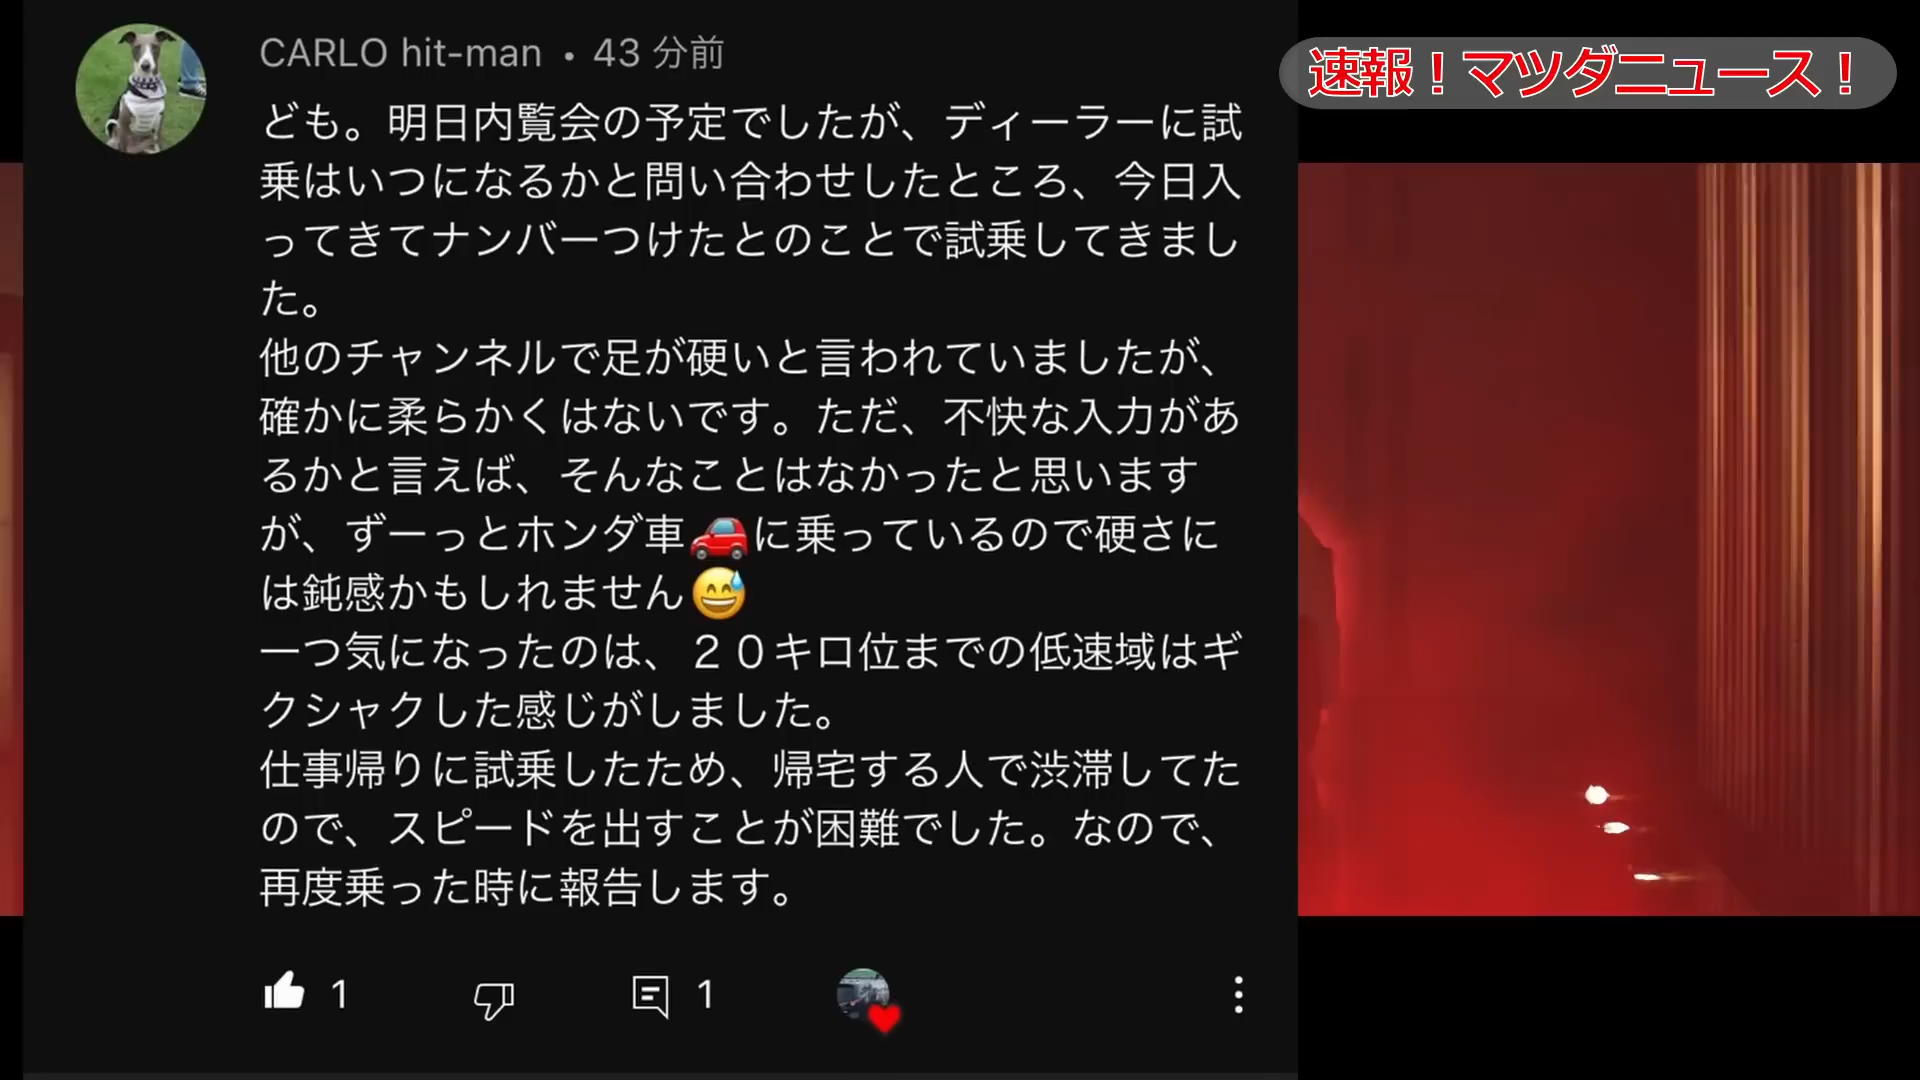 CARLO hit-man • 43 分前
速報！マツダニュース！
ども。明日内覧会の予定でしたが、ディーラーに試
乗はいつになるかと問い合わせしたところ、今日入
ってきてナンバーつけたとのことで試乗してきまし
た。
他のチャンネルで足が硬いと言われていましたが、
確かに柔らかくはないです。ただ、不快な入力があ
るかと言えば、そんなことはなかったと思います
が、ずーっとホンダ車🚗に乗っているので硬さに
は鈍感かもしれません😅
一つ気になったのは、２０キロ位までの低速域はギ
クシャクした感じがしました。
仕事帰りに試乗したため、帰宅する人で渋滞してた
ので、スピードを出すことが困難でした。なので、
再度乗った時に報告します。
1 1